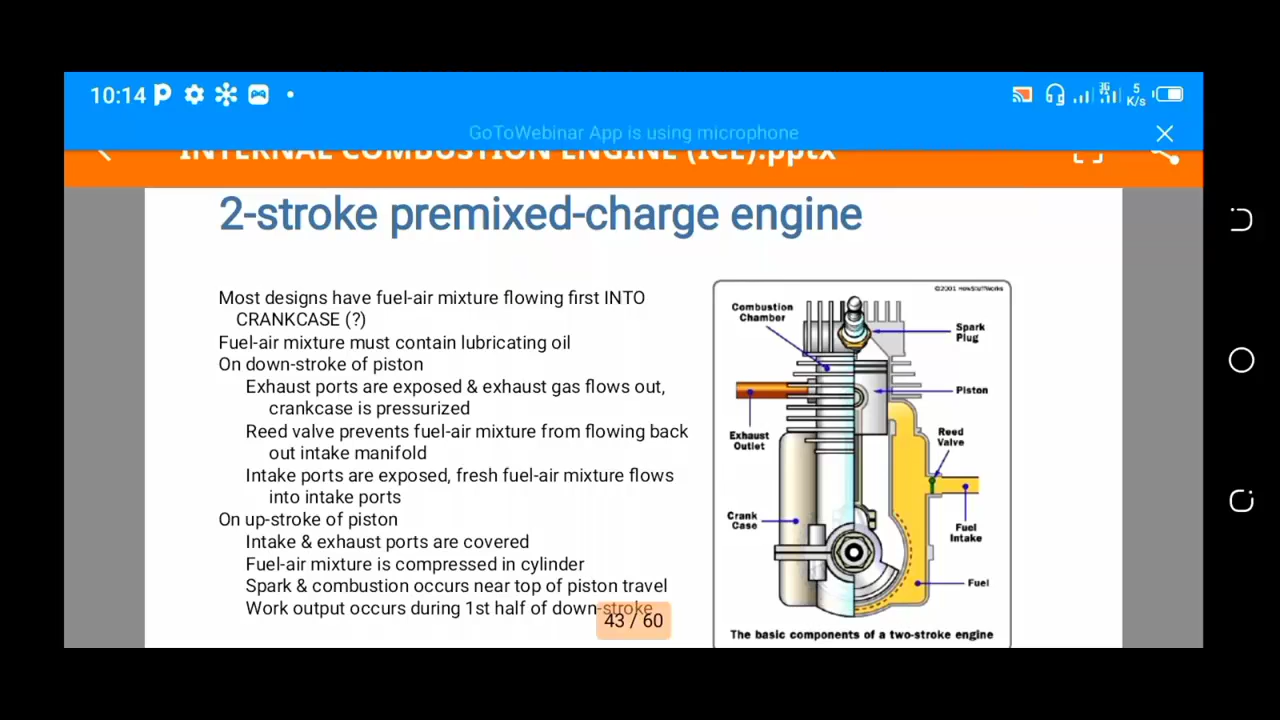 10:14
3G
5
K/s
GoToWebinar App is using microphone
INTERNAL COMBUSTION ENGINE (ICE).pptx
2-stroke premixed-charge engine
Most designs have fuel-air mixture flowing first INTO
CRANKCASE (?)
Fuel-air mixture must contain lubricating oil
On down-stroke of piston
Exhaust ports are exposed & exhaust gas flows out,
crankcase is pressurized
Reed valve prevents fuel-air mixture from flowing back
out intake manifold
Intake ports are exposed, fresh fuel-air mixture flows
into intake ports
On up-stroke of piston
Intake & exhaust ports are covered
Fuel-air mixture is compressed in cylinder
Spark & combustion occurs near top of piston travel
Work output occurs during 1st half of down-stroke
43 / 60
©2001 HowStuffWorks
Combustion
Chamber
Spark
Plug
Piston
Exhaust
Outlet
Reed
Valve
Crank
Case
Fuel
Intake
Fuel
The basic components of a two-stroke engine